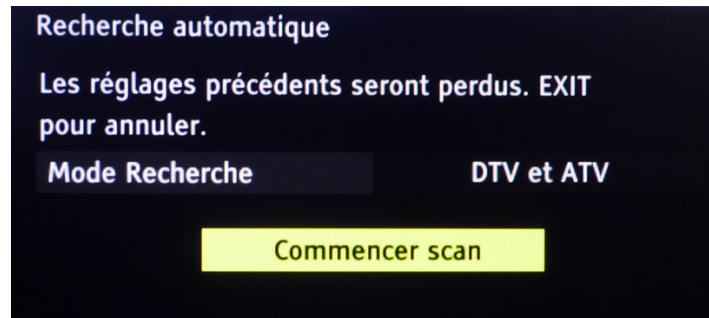 Recherche automatique
Les réglages précédents seront perdus. EXIT
pour annuler.
Mode Recherche DTV et ATV
Commencer scan